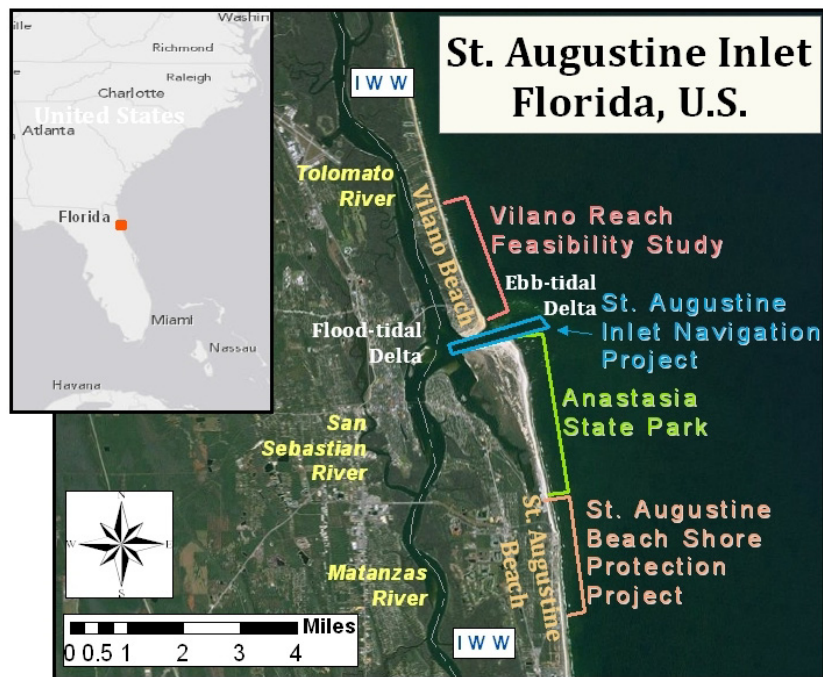 Washin
ville
Richmond
Raleigh
Charlotte
United States
Atlanta
Florida
Miami
Nassau
Havana
St. Augustine Inlet
Florida, U.S.
I W W
Tolomato
River
Vilano Beach
Vilano Reach
Feasibility Study
Ebb-tidal
Delta
St. Augustine
Inlet Navigation
Project
Flood-tidal
Delta
Anastasia
State Park
San
Sebastian
River
St. Augustine
Beach
St. Augustine
Beach Shore
Protection
Project
Matanzas
River
I W W
N
W
E
S
Miles
0 0.5 1 2 3 4